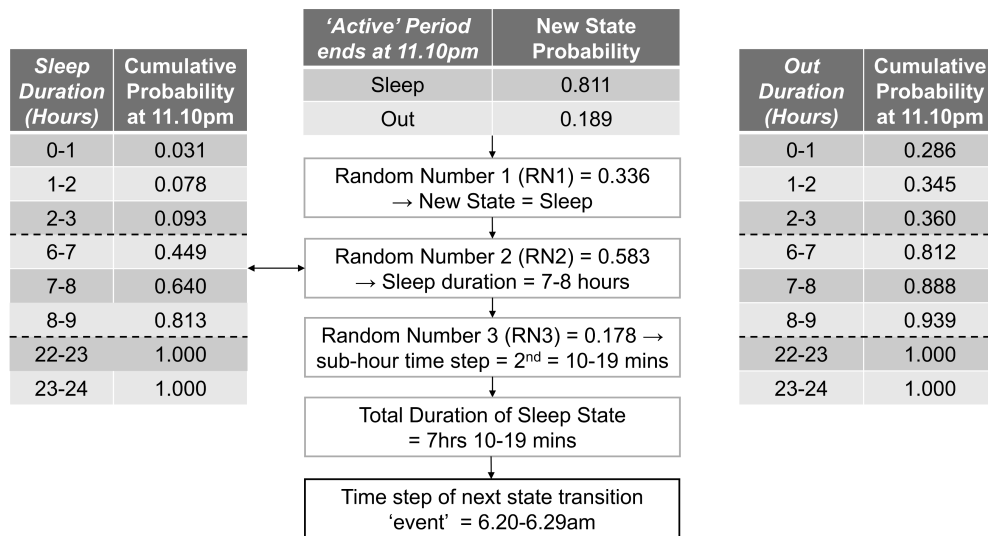 ‘Active’ Period ends at 11.10pm | New State Probability
Sleep | 0.811
Out | 0.189
Sleep Duration (Hours) | Cumulative Probability at 11.10pm
0-1 | 0.031
1-2 | 0.078
2-3 | 0.093
6-7 | 0.449
7-8 | 0.640
8-9 | 0.813
22-23 | 1.000
23-24 | 1.000
Random Number 1 (RN1) = 0.336
→ New State = Sleep
Random Number 2 (RN2) = 0.583
→ Sleep duration = 7-8 hours
Random Number 3 (RN3) = 0.178 →
sub-hour time step = 2nd = 10-19 mins
Total Duration of Sleep State
= 7hrs 10-19 mins
Time step of next state transition
‘event’ = 6.20-6.29am
Out Duration (Hours) | Cumulative Probability at 11.10pm
0-1 | 0.286
1-2 | 0.345
2-3 | 0.360
6-7 | 0.812
7-8 | 0.888
8-9 | 0.939
22-23 | 1.000
23-24 | 1.000